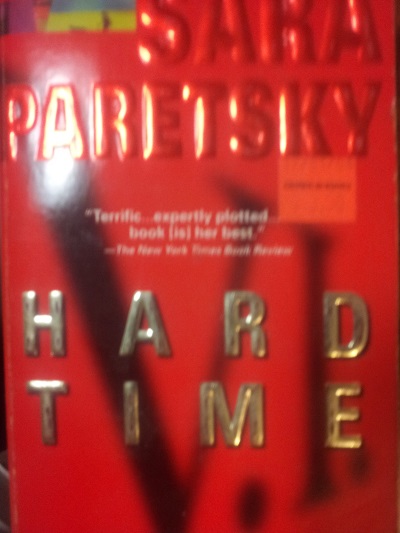 SARA
PARETSKY
"Terrific...expertly plotted
book [is] her best."
—The New York Times Book Review
HARD
TIME